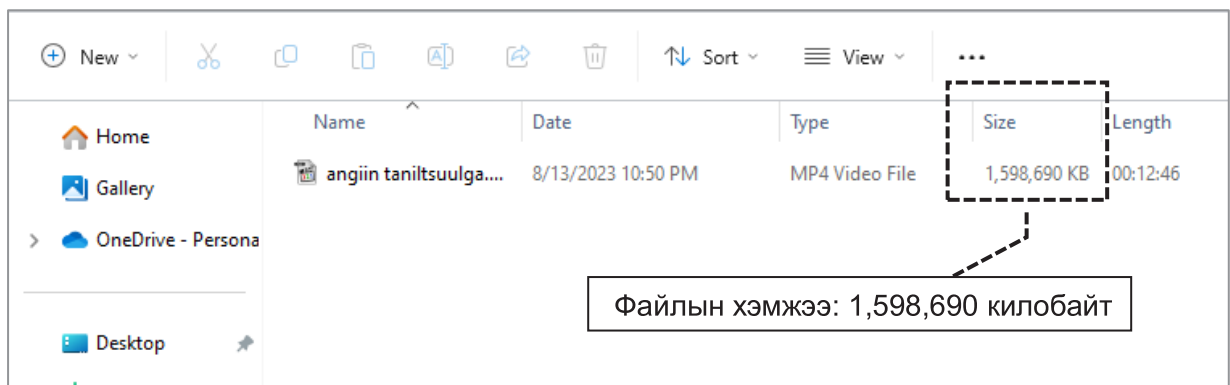 New Sort View •••
Name Date Type Size Length
Home
angiin taniltsuulga.... 8/13/2023 10:50 PM MP4 Video File 1,598,690 KB 00:12:46
Gallery
OneDrive - Persona
Файлын хэмжээ: 1,598,690 килобайт
Desktop